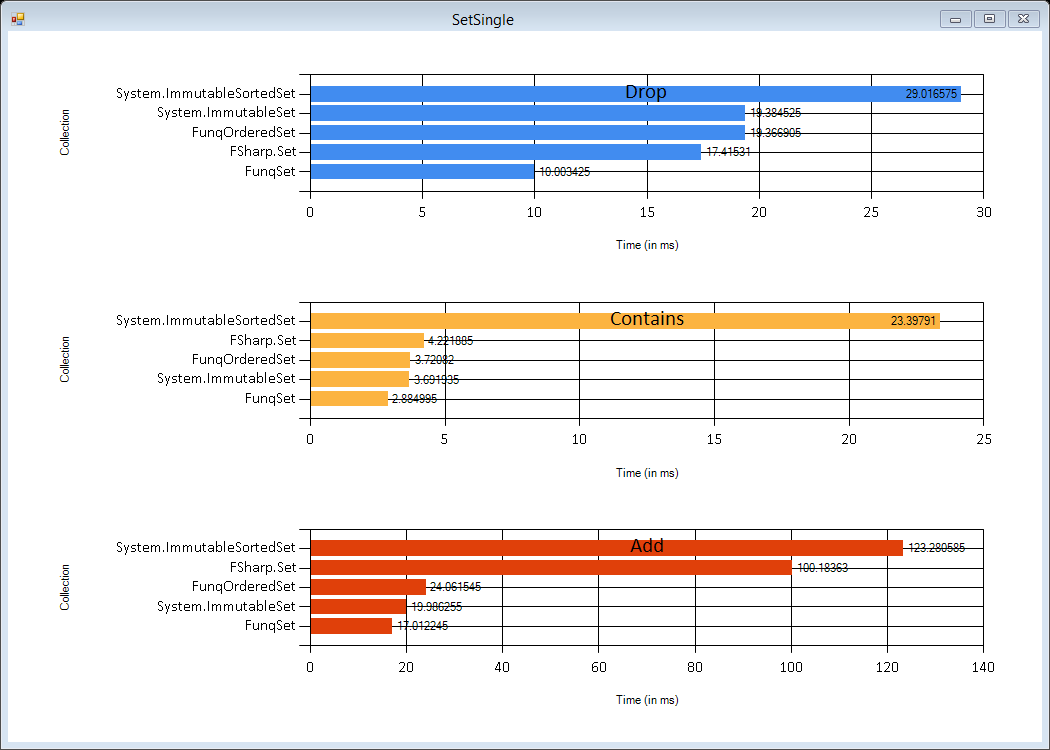 SetSingle
Drop
Collection
System.ImmutableSortedSet 29.016575
System.ImmutableSet 19.384525
FunqOrderedSet 19.366905
FSharp.Set 17.41531
FunqSet 10.003425
0 5 10 15 20 25 30
Time (in ms)
Contains
Collection
System.ImmutableSortedSet 23.39791
FSharp.Set 4.221885
FunqOrderedSet 3.72082
System.ImmutableSet 3.691935
FunqSet 2.884995
0 5 10 15 20 25
Time (in ms)
Add
Collection
System.ImmutableSortedSet 123.280585
FSharp.Set 100.18363
FunqOrderedSet 24.061545
System.ImmutableSet 19.986255
FunqSet 17.012245
0 20 40 60 80 100 120 140
Time (in ms)